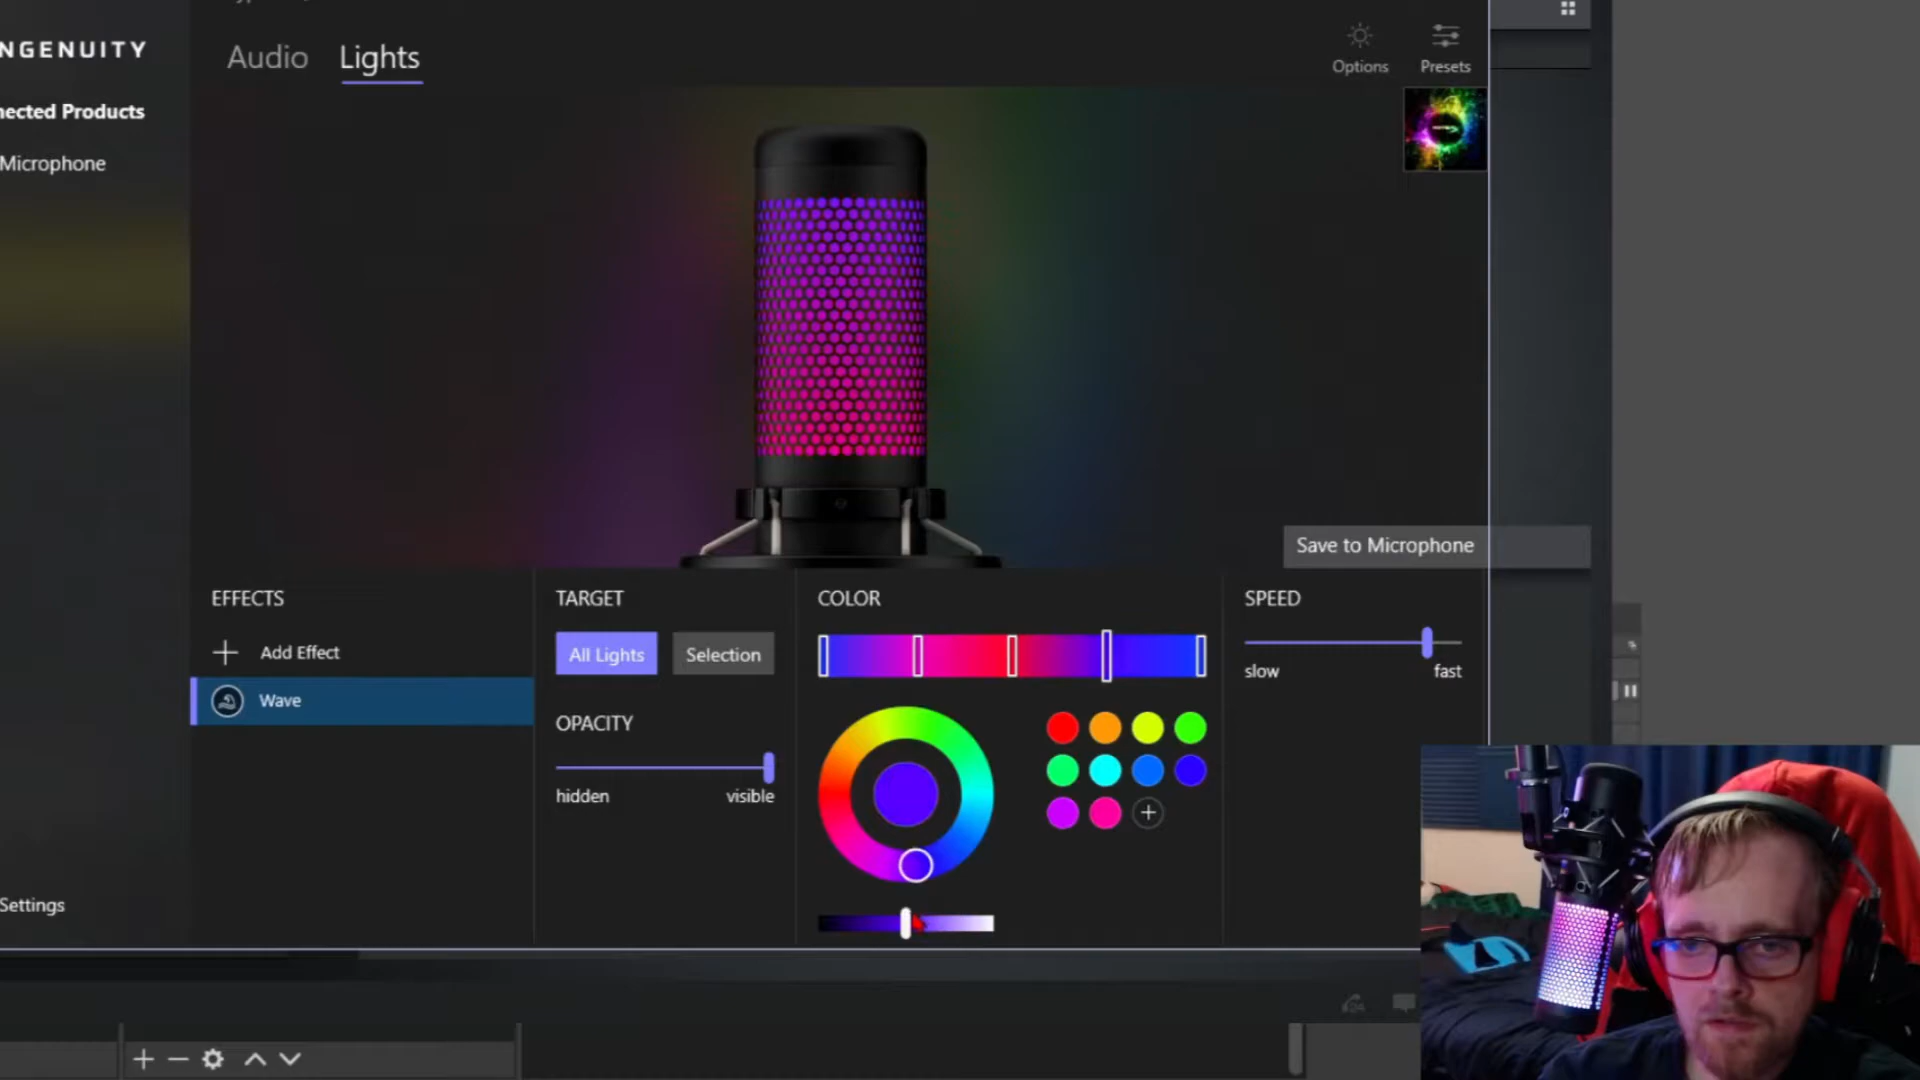 NGENUITY
Audio Lights
Options
Presets
nected Products
Microphone
Save to Microphone
EFFECTS
Add Effect
Wave
TARGET
All Lights
Selection
OPACITY
hidden
visible
COLOR
SPEED
slow
fast
Settings